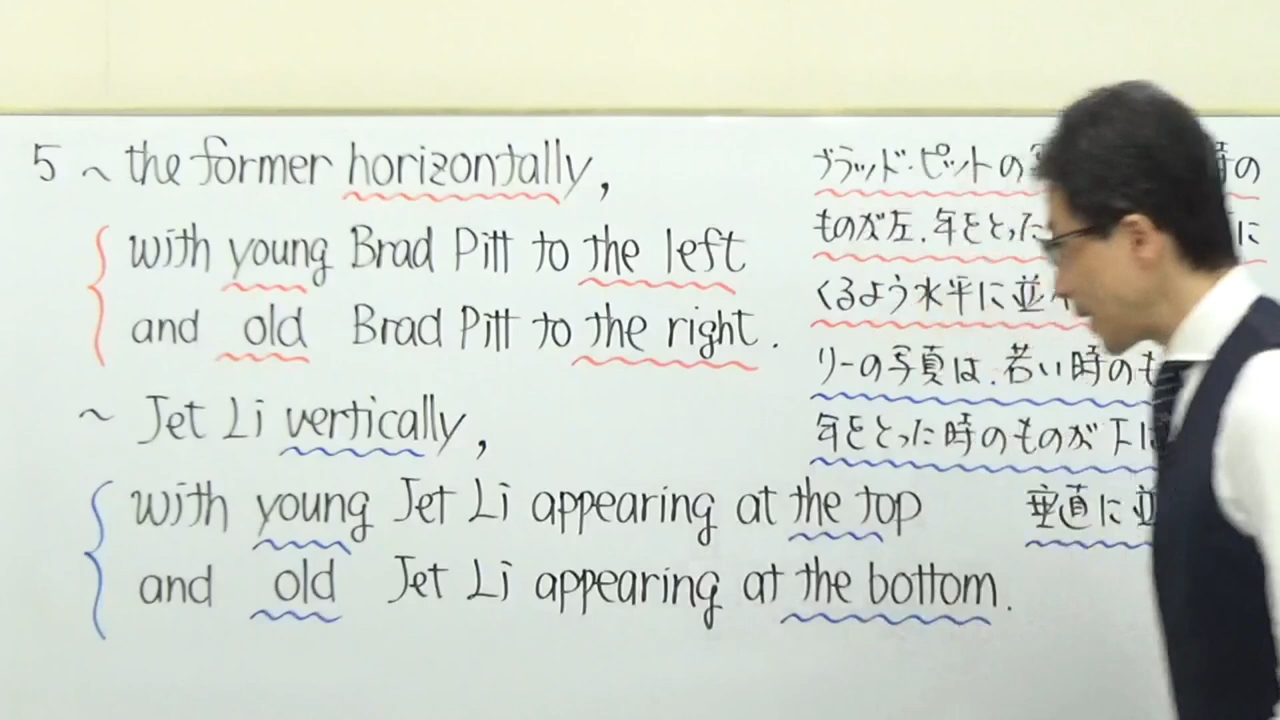 5 ~ the former horizontally,
with young Brad Pitt to the left
and old Brad Pitt to the right.
~ Jet Li vertically,
with young Jet Li appearing at the top
and old Jet Li appearing at the bottom.
ブラッド・ピットの 時の
ものが左、年をとった に
くるよう水平に並
リーの写真は、若い時のも
年をとった時のものが下に
垂直に並